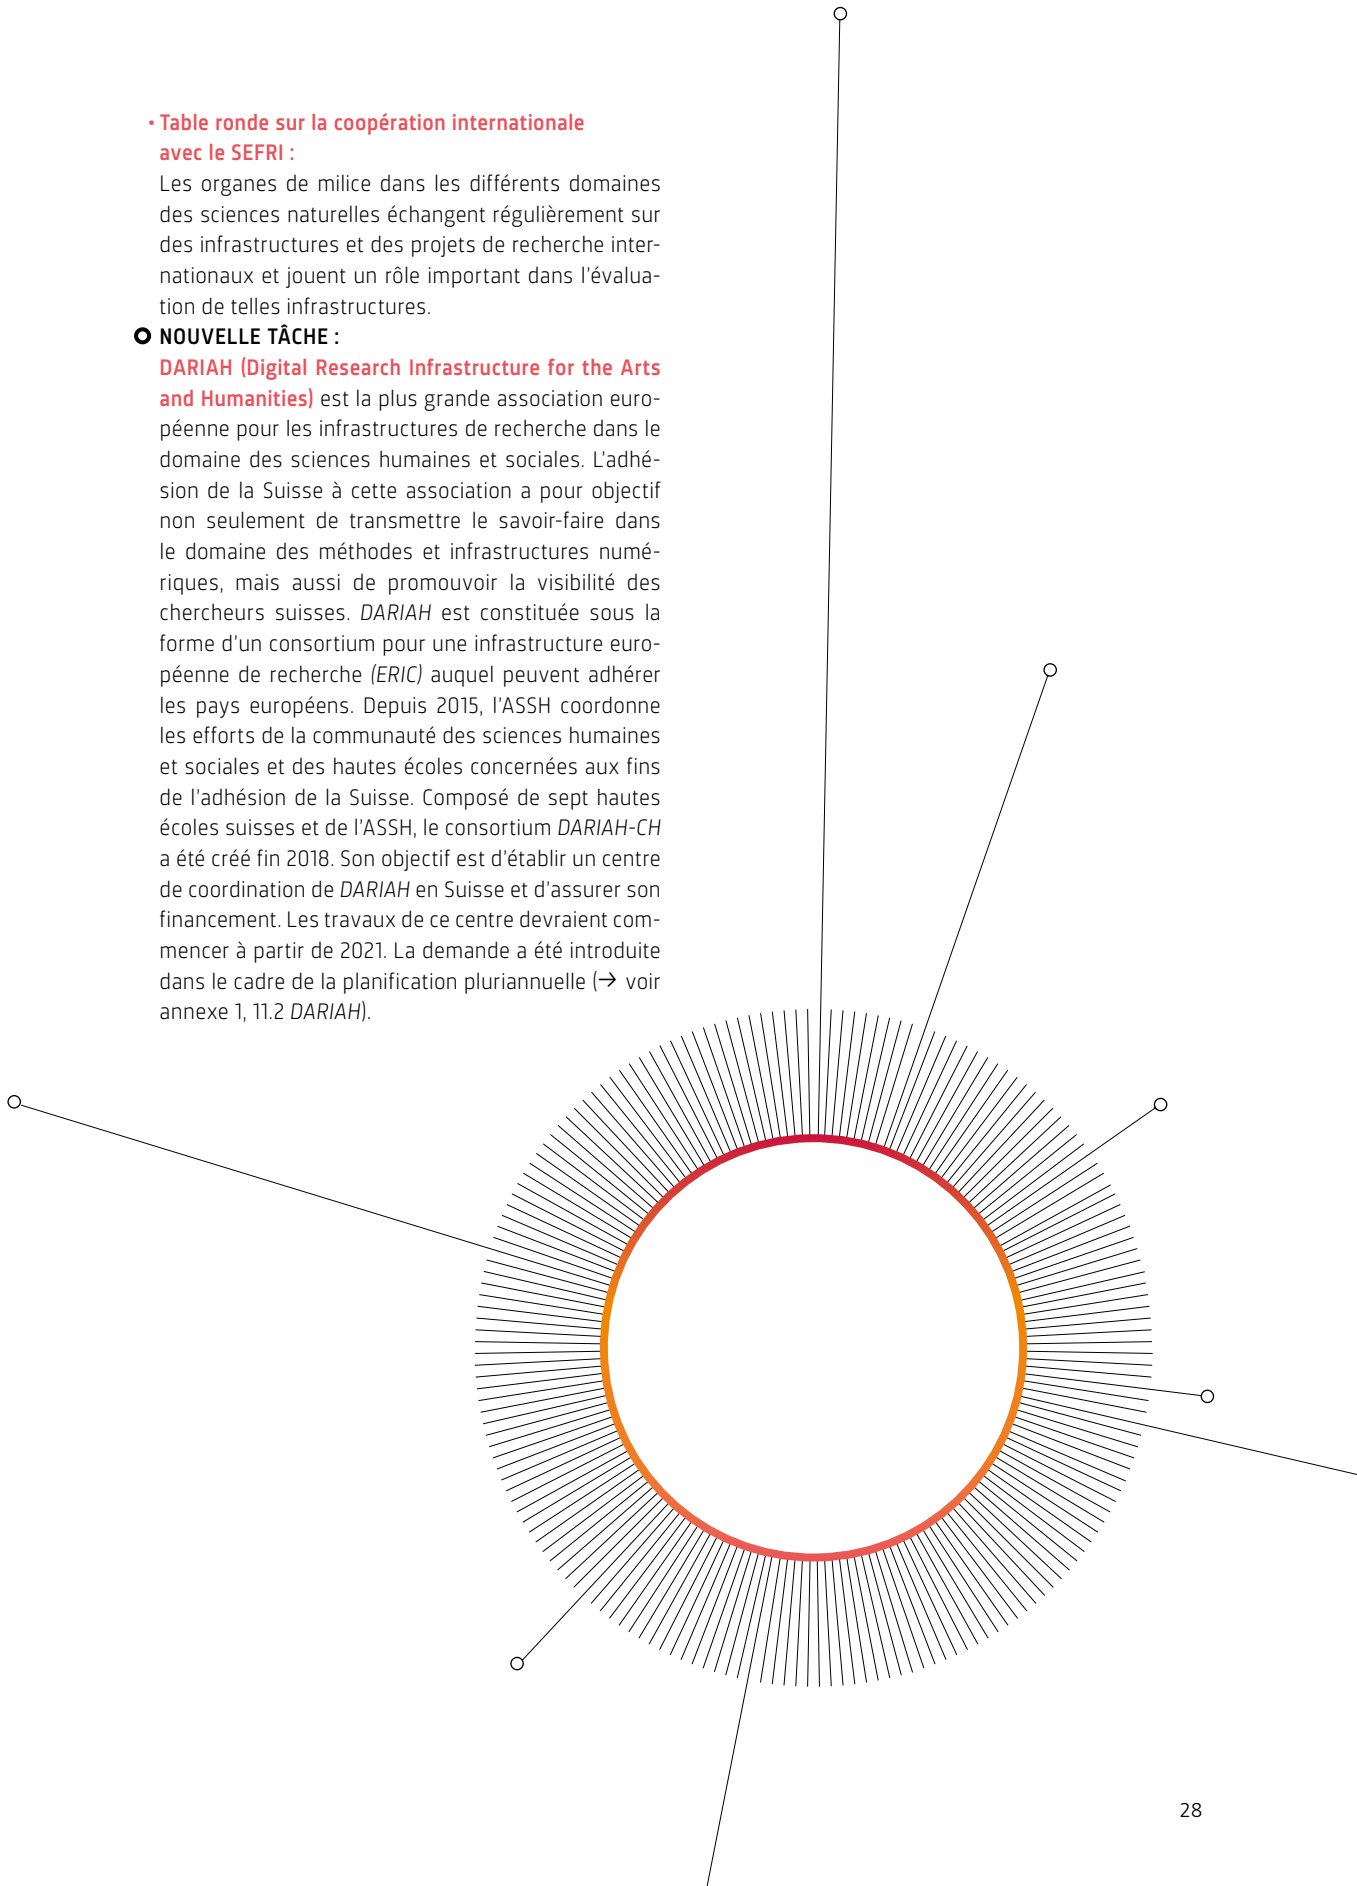 • Table ronde sur la coopération internationale
avec le SEFRI :
Les organes de milice dans les différents domaines
des sciences naturelles échangent régulièrement sur
des infrastructures et des projets de recherche inter-
nationaux et jouent un rôle important dans l'évalua-
tion de telles infrastructures.
NOUVELLE TÂCHE :
DARIAH (Digital Research Infrastructure for the Arts
and Humanities) est la plus grande association euro-
péenne pour les infrastructures de recherche dans le
domaine des sciences humaines et sociales. L'adhé-
sion de la Suisse à cette association a pour objectif
non seulement de transmettre le savoir-faire dans
le domaine des méthodes et infrastructures numé-
riques, mais aussi de promouvoir la visibilité des
chercheurs suisses. DARIAH est constituée sous la
forme d'un consortium pour une infrastructure euro-
péenne de recherche (ERIC) auquel peuvent adhérer
les pays européens. Depuis 2015, l'ASSH coordonne
les efforts de la communauté des sciences humaines
et sociales et des hautes écoles concernées aux fins
de l'adhésion de la Suisse. Composé de sept hautes
écoles suisses et de l'ASSH, le consortium DARIAH-CH
a été créé fin 2018. Son objectif est d'établir un centre
de coordination de DARIAH en Suisse et d'assurer son
financement. Les travaux de ce centre devraient com-
mencer à partir de 2021. La demande a été introduite
dans le cadre de la planification pluriannuelle (→ voir
annexe 1, 11.2 DARIAH).
28